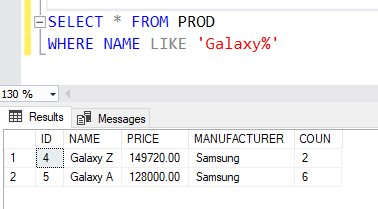 SELECT * FROM PROD
WHERE NAME LIKE 'Galaxy%'
130 %
Results Messages
ID NAME PRICE MANUFACTURER COUN
1 4 Galaxy Z 149720.00 Samsung 2
2 5 Galaxy A 128000.00 Samsung 6